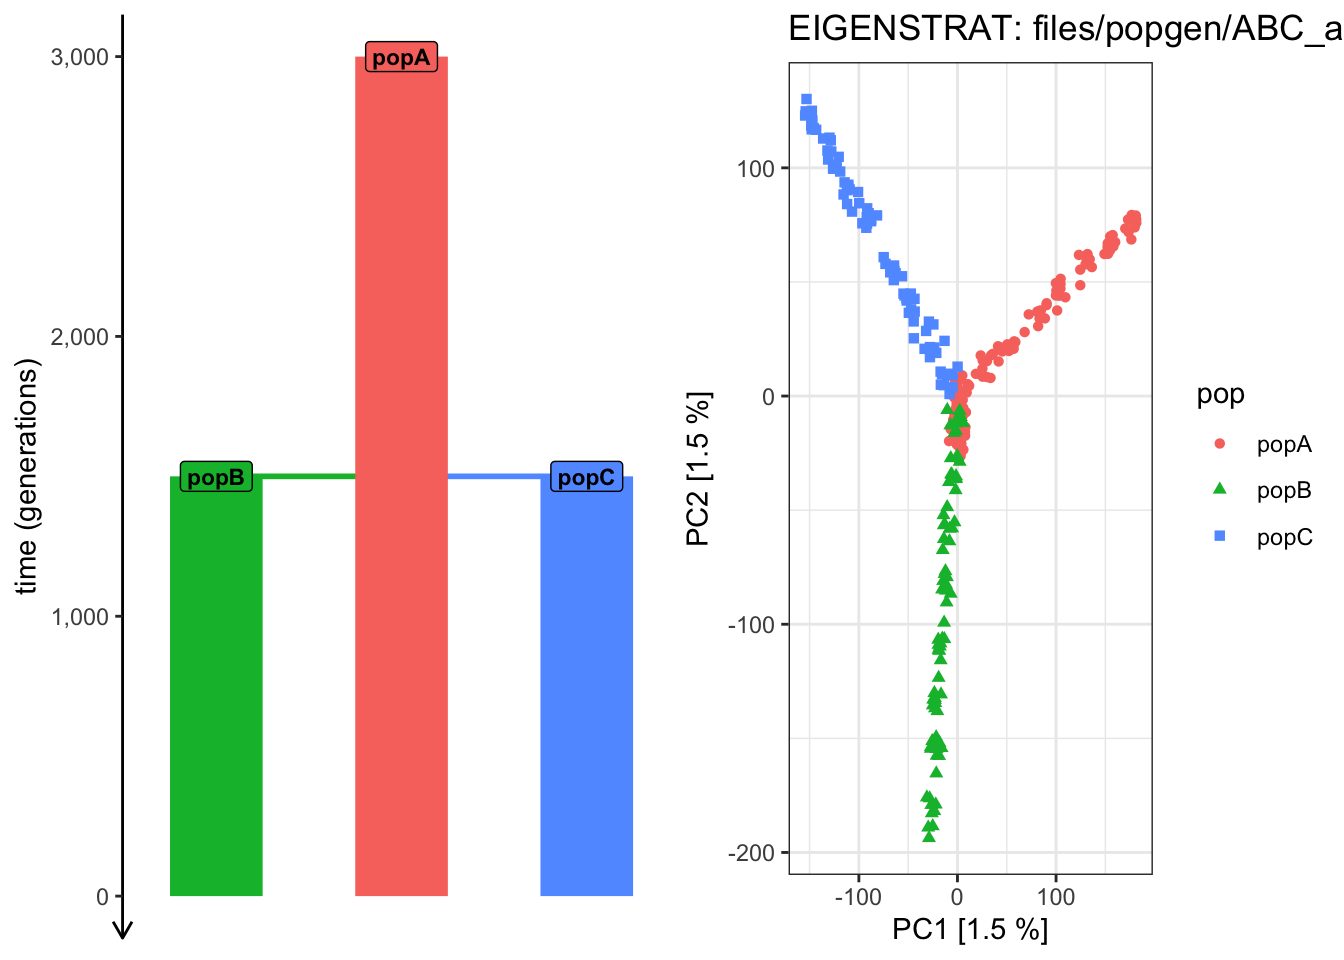 time (generations)
3,000
2,000
1,000
0
popA
popB
popC
EIGENSTRAT: files/popgen/ABC_a
PC2 [1.5 %]
100
0
-100
-200
-100
0
100
PC1 [1.5 %]
pop
popA
popB
popC